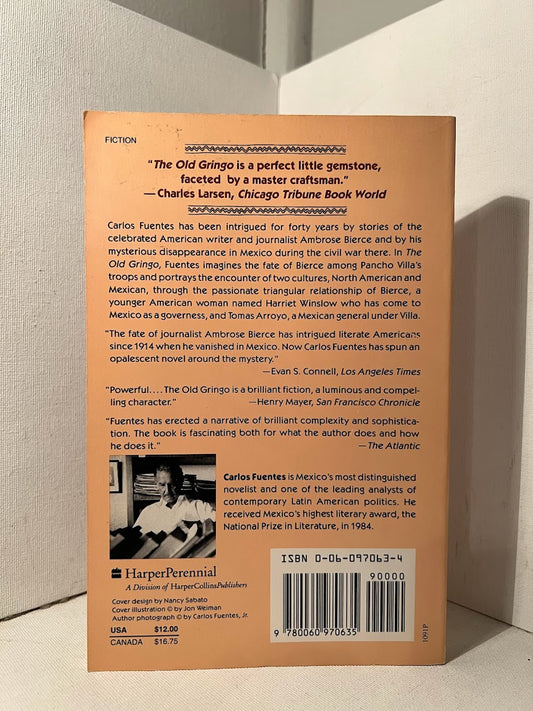 FICTION
"The Old Gringo is a perfect little gemstone,
faceted by a master craftsman."
—Charles Larsen, Chicago Tribune Book World
Carlos Fuentes has been intrigued for forty years by stories of the
celebrated American writer and journalist Ambrose Bierce and by his
mysterious disappearance in Mexico during the civil war there. In The
Old Gringo, Fuentes imagines the fate of Bierce among Pancho Villa's
troops and portrays the encounter of two cultures, North American and
Mexican, through the passionate triangular relationship of Bierce, a
younger American woman named Harriet Winslow who has come to
Mexico as a governess, and Tomas Arroyo, a Mexican general under Villa.
"The fate of journalist Ambrose Bierce has intrigued literate Americans
since 1914 when he vanished in Mexico. Now Carlos Fuentes has spun an
opalescent novel around the mystery."
—Evan S. Connell, Los Angeles Times
"Powerful.... The Old Gringo is a brilliant fiction, a luminous and compel-
ling character." —Henry Mayer, San Francisco Chronicle
"Fuentes has erected a narrative of brilliant complexity and sophistica-
tion. The book is fascinating both for what the author does and how
he does it." —The Atlantic
Carlos Fuentes is Mexico's most distinguished
novelist and one of the leading analysts of
contemporary Latin American politics. He
received Mexico's highest literary award, the
National Prize in Literature, in 1984.
HarperPerennial
A Division of HarperCollinsPublishers
Cover design by Nancy Sabato
Cover illustration © by Jon Weiman
Author photograph © by Carlos Fuentes, Jr.
USA $12.00
CANADA $16.75
ISBN 0-06-097063-4
90000
9 780060 970635
1091P